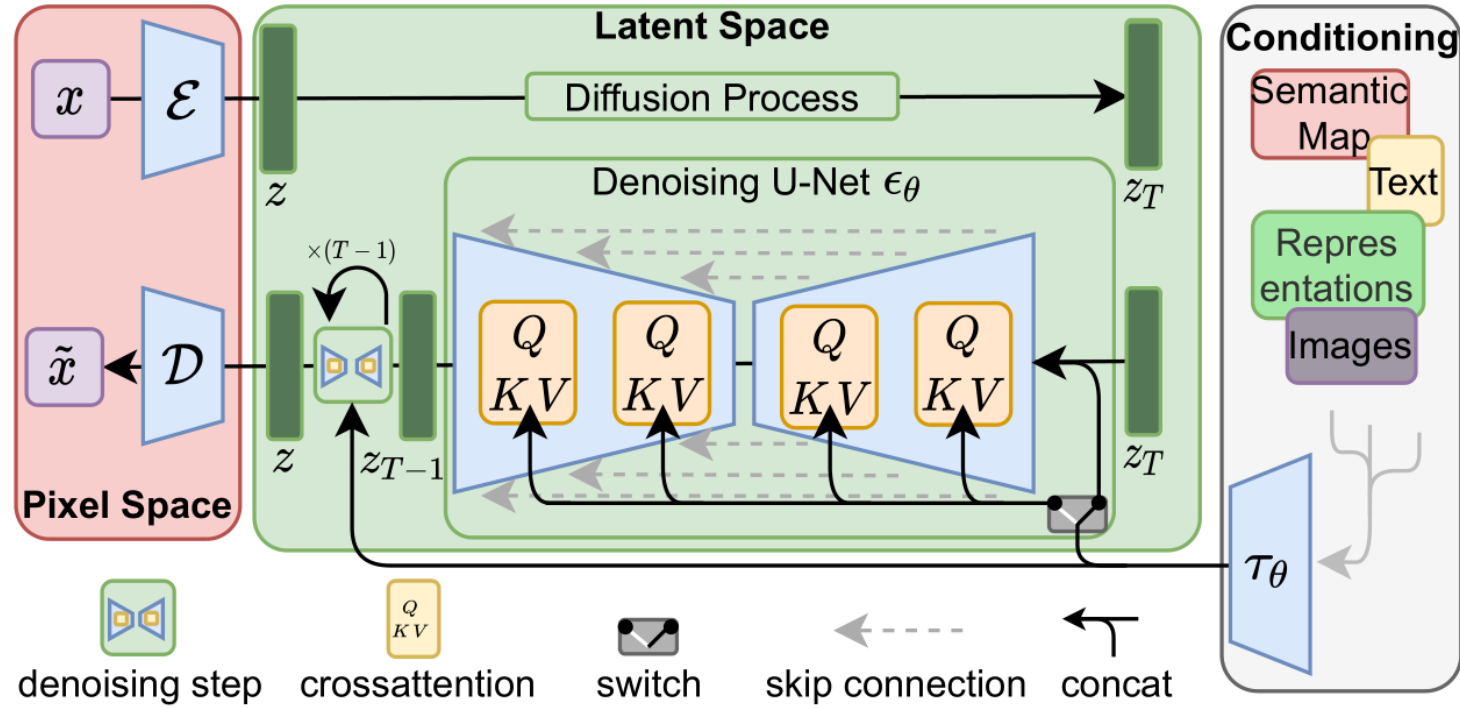 Latent Space
Conditioning
x
ℰ
Diffusion Process
z
z_T
Semantic
Map
Text
Repres
entations
Images
Denoising U-Net ϵ_θ
×(T − 1)
Q
K V
Q
K V
Q
K V
Q
K V
x̃
𝒟
z
z_{T−1}
z_T
Pixel Space
τ_θ
Q
K V
denoising step
crossattention
switch
skip connection
concat